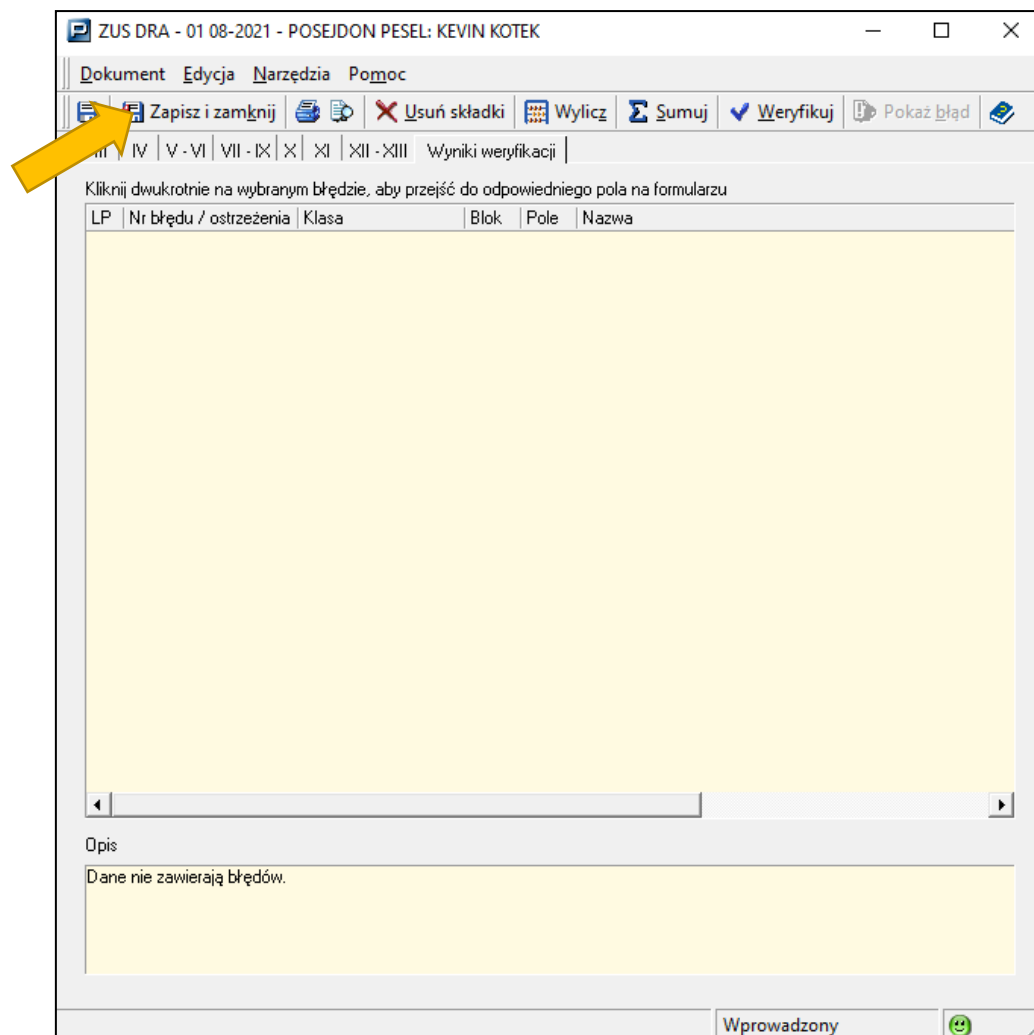 ZUS DRA - 01 08-2021 - POSEJDON PESEL: KEVIN KOTEK
Dokument Edycja Narzędzia Pomoc
Zapisz i zamknij Usuń składki Wylicz Sumuj Weryfikuj Pokaż błąd
IV V - VI VII - IX X XI XII - XIII Wyniki weryfikacji
Kliknij dwukrotnie na wybranym błędzie, aby przejść do odpowiedniego pola na formularzu
LP Nr błędu / ostrzeżenia Klasa Blok Pole Nazwa
Opis
Dane nie zawierają błędów.
Wprowadzony